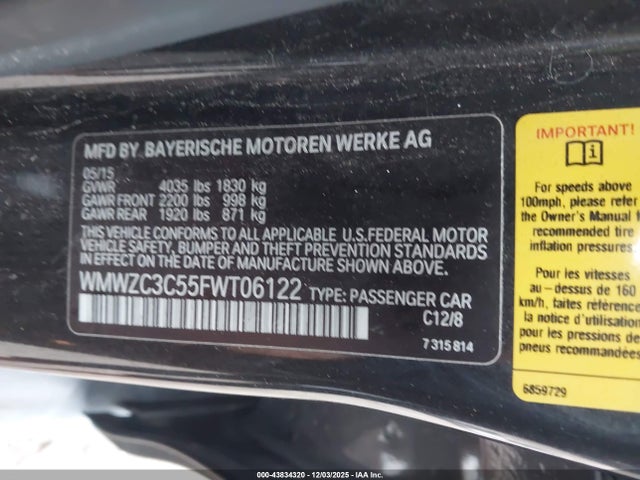 MFD BY BAYERISCHE MOTOREN WERKE AG
05/15
GVWR 4035 lbs 1830 kg
GAWR FRONT 2200 lbs 998 kg
GAWR REAR 1920 lbs 871 kg
THIS VEHICLE CONFORMS TO ALL APPLICABLE U.S.FEDERAL MOTOR
VEHICLE SAFETY, BUMPER AND THEFT PREVENTION STANDARDS
IN EFFECT ON THE DATE OF MANUFACTURE SHOWN ABOVE.
WMWZC3C55FWT06122 TYPE: PASSENGER CAR
C12/8
7 315 814
IMPORTANT!
i
For speeds above
100mph, please refer
the Owner's Manual
recommended tire
inflation pressures
Pour les vitesses
au-dessus de 160
km/h, faites référence
à la notice d'utilisation
pour les pressions de
pneus recommandées
6859729
000-43834320 | 12/03/2025 | IAA Inc.